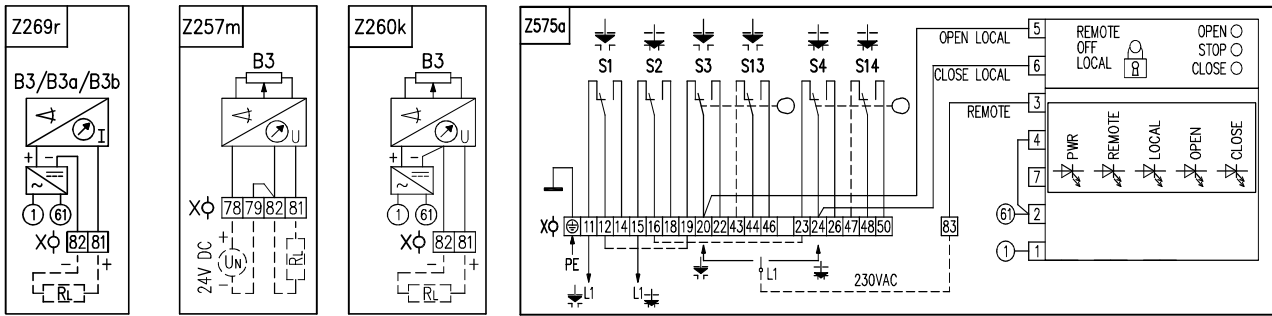 Z269r
B3/B3a/B3b
I
+ -
1 61
X 82 81
- +
RL
Z257m
B3
U
X 78 79 82 81
+
24V DC
UN
-
RL
Z260k
B3
U
+ -
1 61
X 82 81
- +
RL
Z575a
S1 S2 S3 S13 S4 S14
X 11 12 14 15 16 18 19 20 22 43 44 46 23 24 26 47 48 50 83
PE
L1
L1
L1
230VAC
OPEN LOCAL 5
CLOSE LOCAL 6
REMOTE 3
4
7
61 2
1 1
REMOTE
OFF
LOCAL
OPEN
STOP
CLOSE
PWR
REMOTE
LOCAL
OPEN
CLOSE